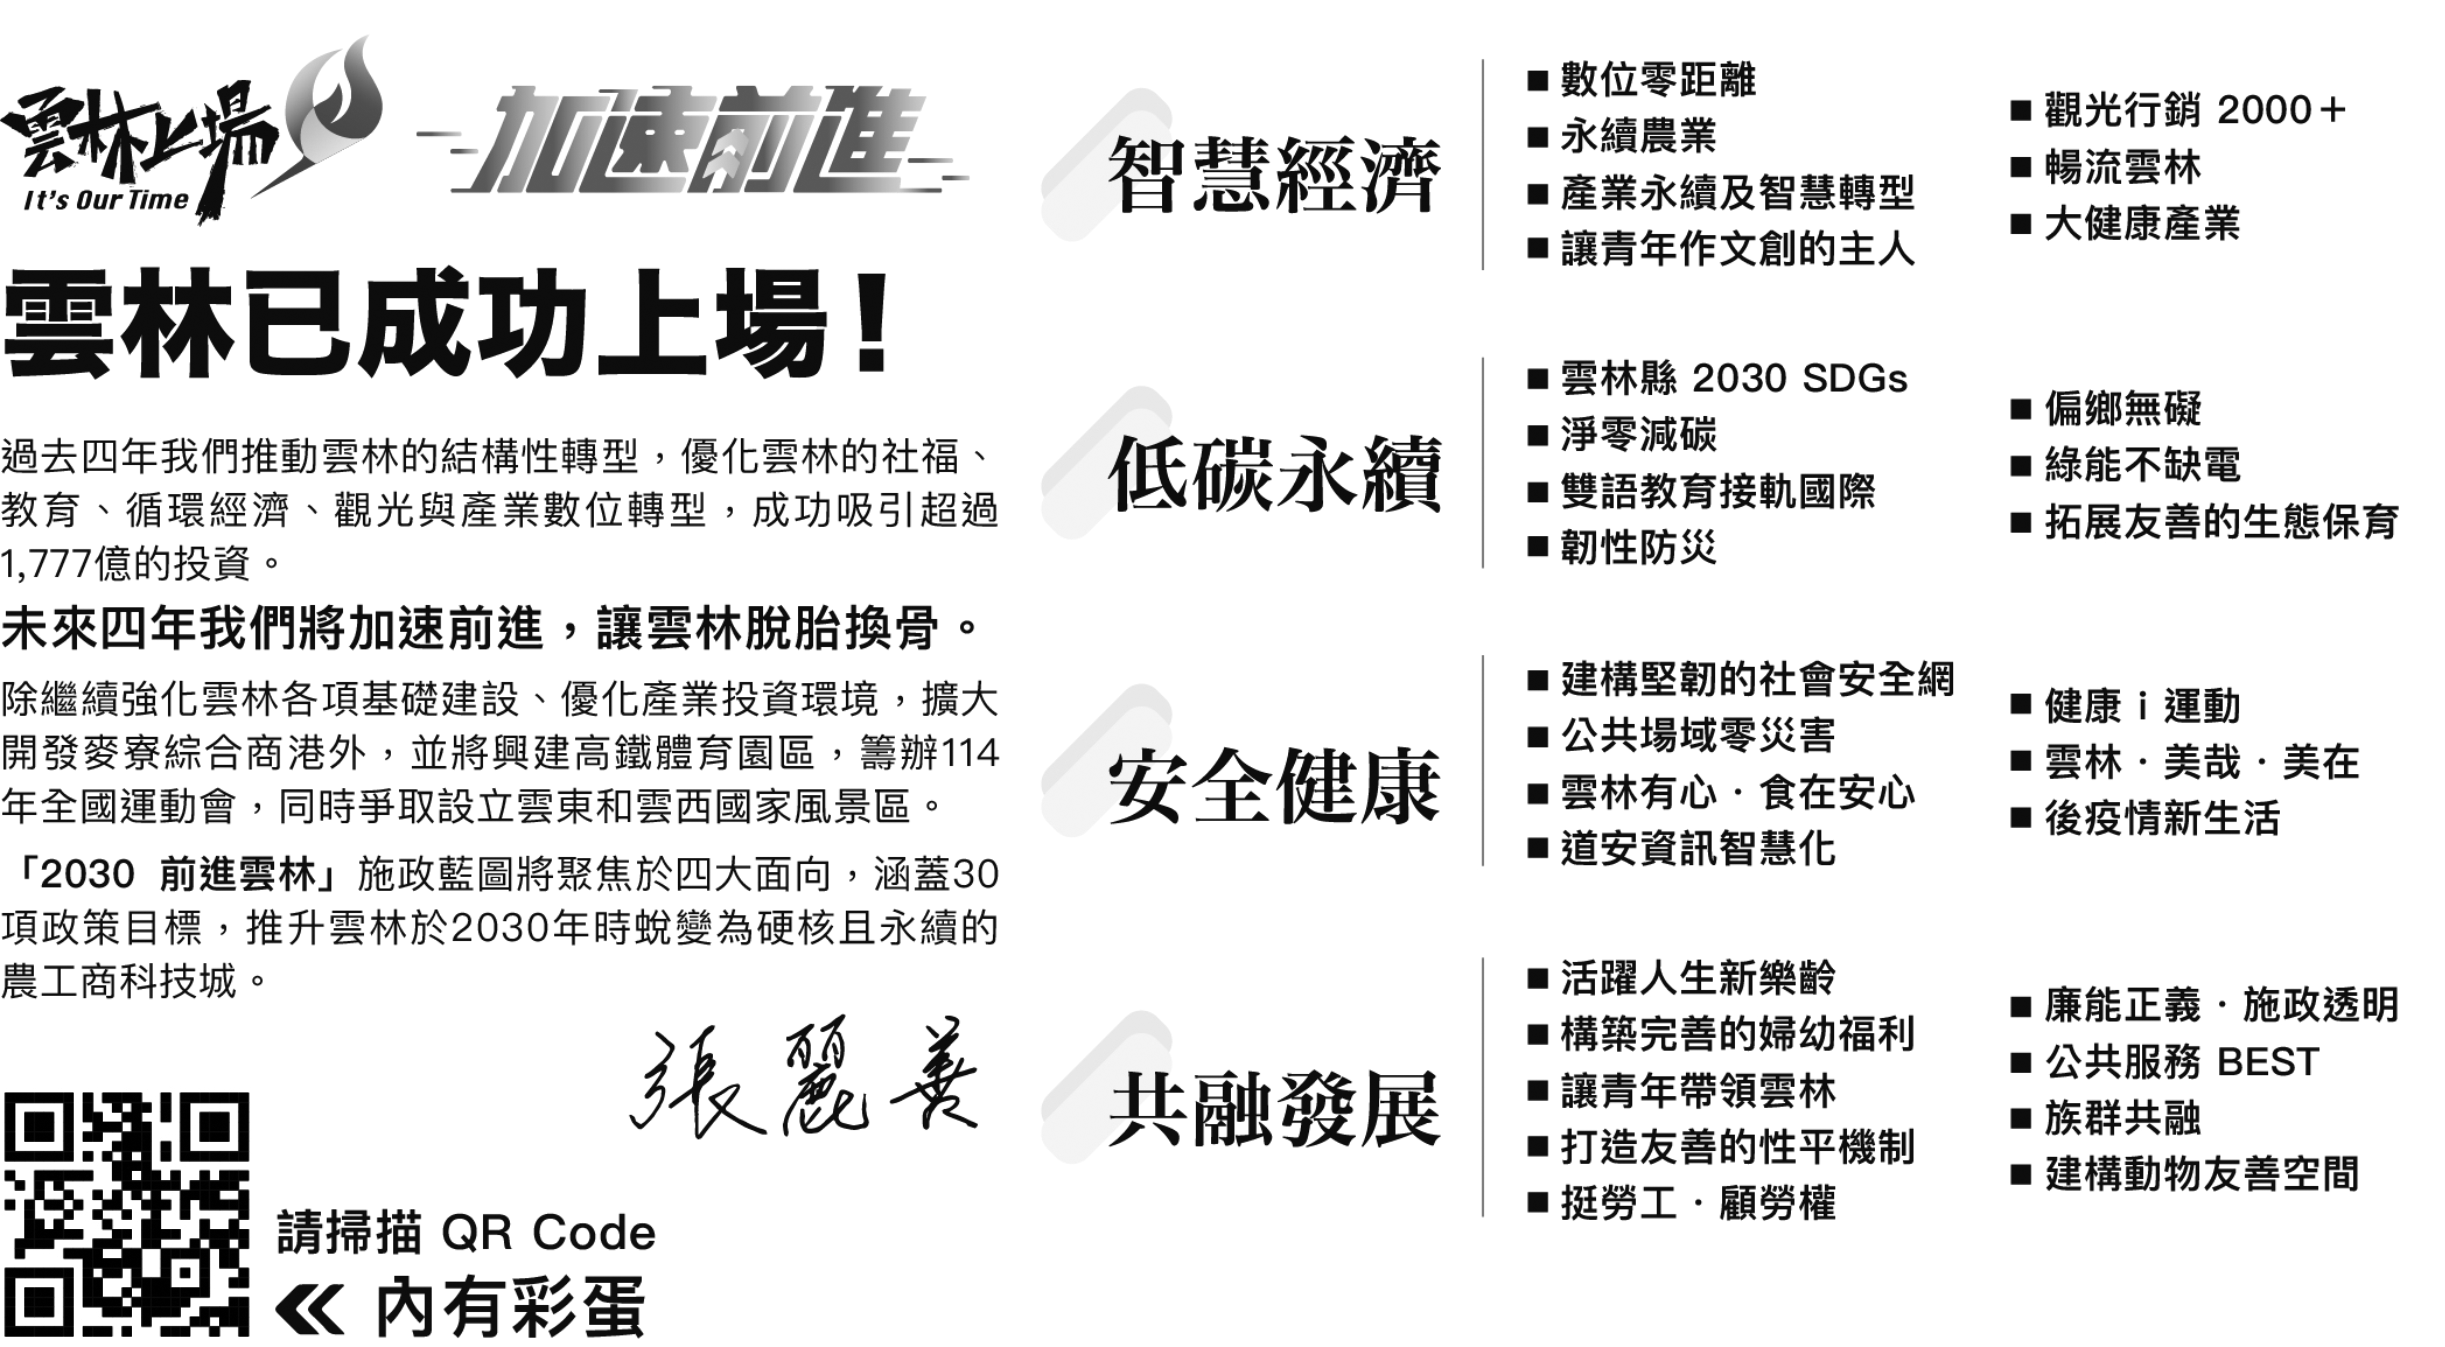 雲林上場
It's Our Time
加速前進
雲林已成功上場！
過去四年我們推動雲林的結構性轉型，優化雲林的社福、
教育、循環經濟、觀光與產業數位轉型，成功吸引超過
1,777億的投資。
未來四年我們將加速前進，讓雲林脫胎換骨。
除繼續強化雲林各項基礎建設、優化產業投資環境，擴大
開發麥寮綜合商港外，並將興建高鐵體育園區，籌辦114
年全國運動會，同時爭取設立雲東和雲西國家風景區。
「2030 前進雲林」施政藍圖將聚焦於四大面向，涵蓋30
項政策目標，推升雲林於2030年時蛻變為硬核且永續的
農工商科技城。
張麗善
請掃描 QR Code
內有彩蛋
智慧經濟
■ 數位零距離
■ 永續農業
■ 產業永續及智慧轉型
■ 讓青年作文創的主人
■ 觀光行銷 2000＋
■ 暢流雲林
■ 大健康產業
低碳永續
■ 雲林縣 2030 SDGs
■ 淨零減碳
■ 雙語教育接軌國際
■ 韌性防災
■ 偏鄉無礙
■ 綠能不缺電
■ 拓展友善的生態保育
安全健康
■ 建構堅韌的社會安全網
■ 公共場域零災害
■ 雲林有心．食在安心
■ 道安資訊智慧化
■ 健康 i 運動
■ 雲林．美哉．美在
■ 後疫情新生活
共融發展
■ 活躍人生新樂齡
■ 構築完善的婦幼福利
■ 讓青年帶領雲林
■ 打造友善的性平機制
■ 挺勞工．顧勞權
■ 廉能正義．施政透明
■ 公共服務 BEST
■ 族群共融
■ 建構動物友善空間